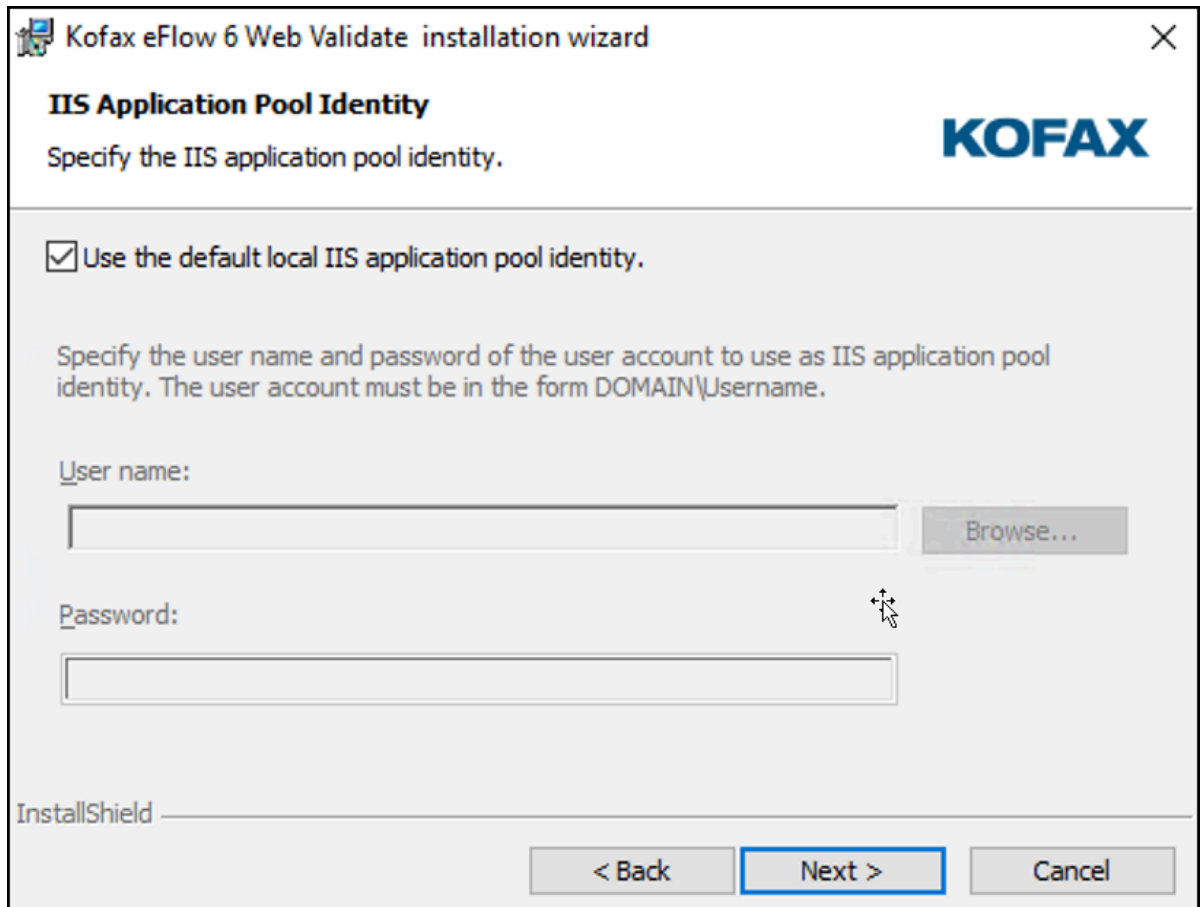 Kofax eFlow 6 Web Validate  installation wizard
IIS Application Pool Identity
Specify the IIS application pool identity.
KOFAX
Use the default local IIS application pool identity.
Specify the user name and password of the user account to use as IIS application pool
identity. The user account must be in the form DOMAIN\Username.
User name:
Browse...
Password:
InstallShield
< Back
Next >
Cancel